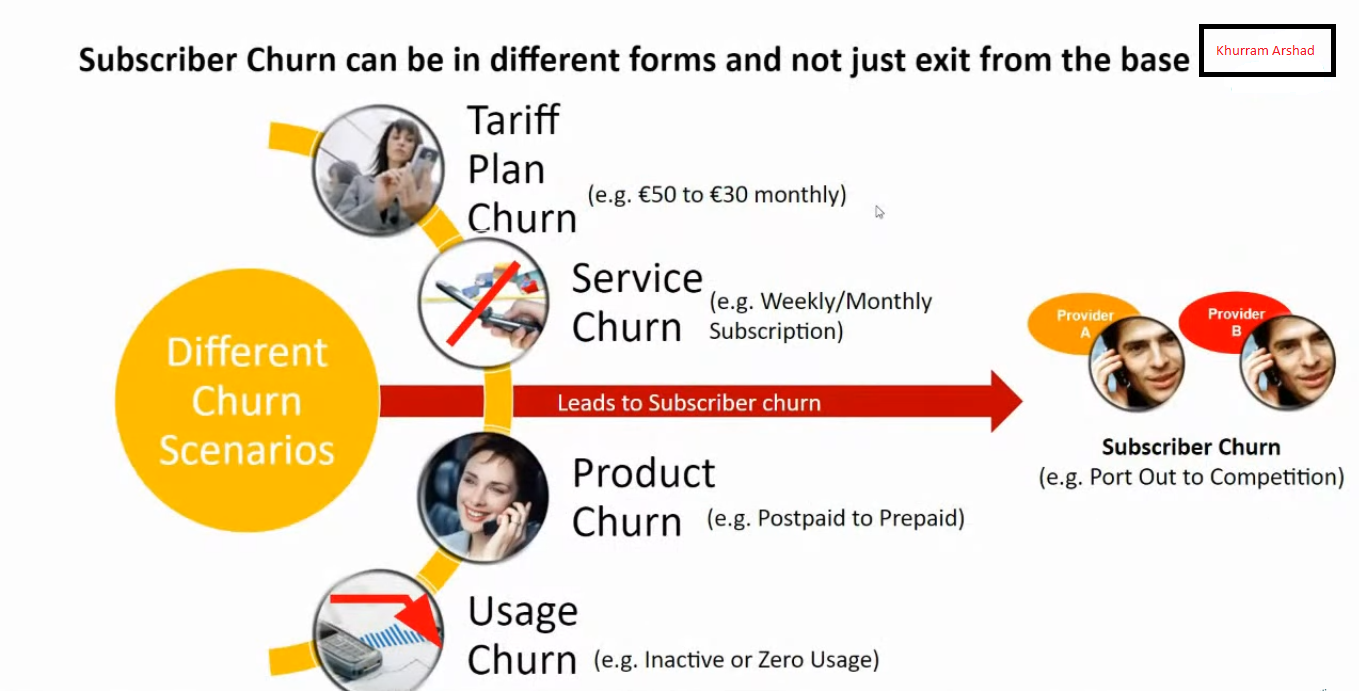 Subscriber Churn can be in different forms and not just exit from the base
Khurram Arshad
Tariff
Plan
Churn
(e.g. €50 to €30 monthly)
Service
Churn
(e.g. Weekly/Monthly
Subscription)
Different
Churn
Scenarios
Leads to Subscriber churn
Provider
A
Provider
B
Subscriber Churn
(e.g. Port Out to Competition)
Product
Churn
(e.g. Postpaid to Prepaid)
Usage
Churn
(e.g. Inactive or Zero Usage)